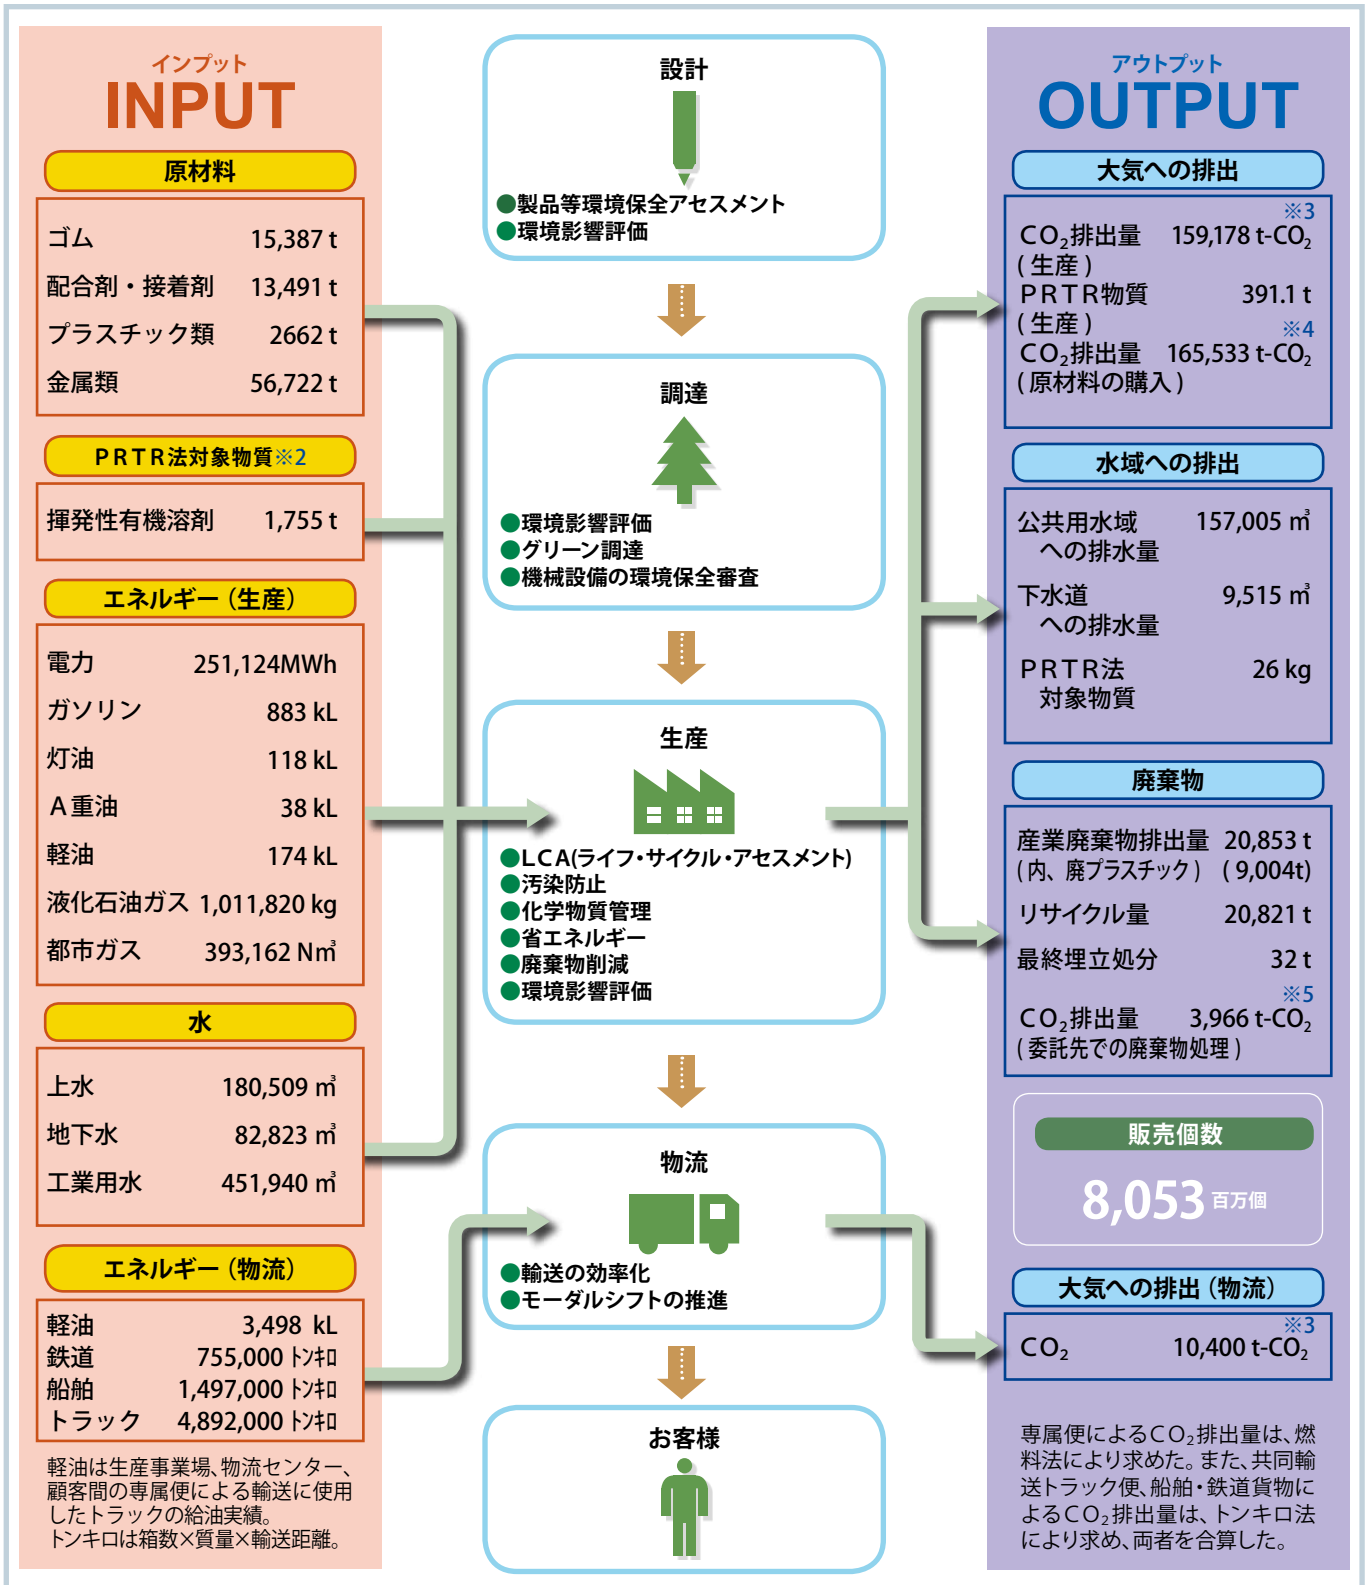 インプット
INPUT
原材料
ゴム 15,387 t
配合剤・接着剤 13,491 t
プラスチック類 2662 t
金属類 56,722 t
PRTR法対象物質※2
揮発性有機溶剤 1,755 t
エネルギー（生産）
電力 251,124MWh
ガソリン 883 kL
灯油 118 kL
A重油 38 kL
軽油 174 kL
液化石油ガス 1,011,820 kg
都市ガス 393,162 N㎥
水
上水 180,509 ㎥
地下水 82,823 ㎥
工業用水 451,940 ㎥
エネルギー（物流）
軽油 3,498 kL
鉄道 755,000 トンキロ
船舶 1,497,000 トンキロ
トラック 4,892,000 トンキロ
軽油は生産事業場、物流センター、
顧客間の専属便による輸送に使用
したトラックの給油実績。
トンキロは箱数×質量×輸送距離。
設計
●製品等環境保全アセスメント
●環境影響評価
調達
●環境影響評価
●グリーン調達
●機械設備の環境保全審査
生産
●LCA(ライフ・サイクル・アセスメント)
●汚染防止
●化学物質管理
●省エネルギー
●廃棄物削減
●環境影響評価
物流
●輸送の効率化
●モーダルシフトの推進
お客様
アウトプット
OUTPUT
大気への排出
※3
CO₂排出量 159,178 t-CO₂
(生産)
PRTR物質 391.1 t
(生産) ※4
CO₂排出量 165,533 t-CO₂
(原材料の購入)
水域への排出
公共用水域 157,005 ㎥
への排水量
下水道 9,515 ㎥
への排水量
PRTR法 26 kg
対象物質
廃棄物
産業廃棄物排出量 20,853 t
(内、廃プラスチック) (9,004t)
リサイクル量 20,821 t
最終埋立処分 32 t
※5
CO₂排出量 3,966 t-CO₂
(委託先での廃棄物処理)
販売個数
8,053 百万個
大気への排出（物流）
※3
CO₂ 10,400 t-CO₂
専属便によるCO₂排出量は、燃
料法により求めた。また、共同輸
送トラック便、船舶・鉄道貨物に
よるCO₂排出量は、トンキロ法
により求め、両者を合算した。